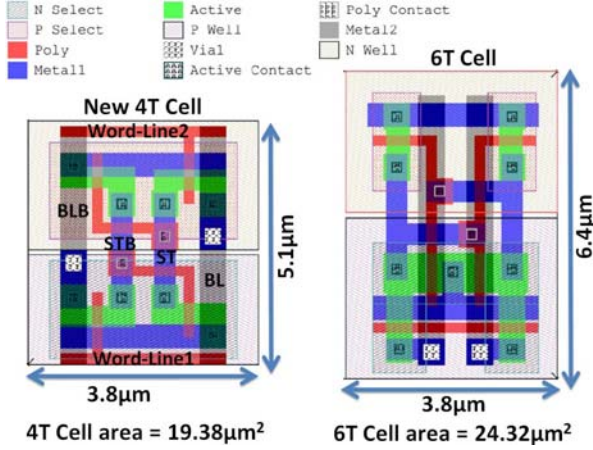 N Select
Active
Poly Contact
P Select
P Well
Metal2
Poly
Via1
N Well
Metal1
Active Contact
New 4T Cell
6T Cell
Word-Line2
BLB
STB
ST
BL
Word-Line1
5.1µm
6.4µm
3.8µm
3.8µm
4T Cell area = 19.38µm²
6T Cell area = 24.32µm²